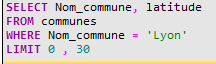 SELECT Nom_commune, latitude
FROM communes
WHERE Nom_commune = 'Lyon'
LIMIT 0 , 30